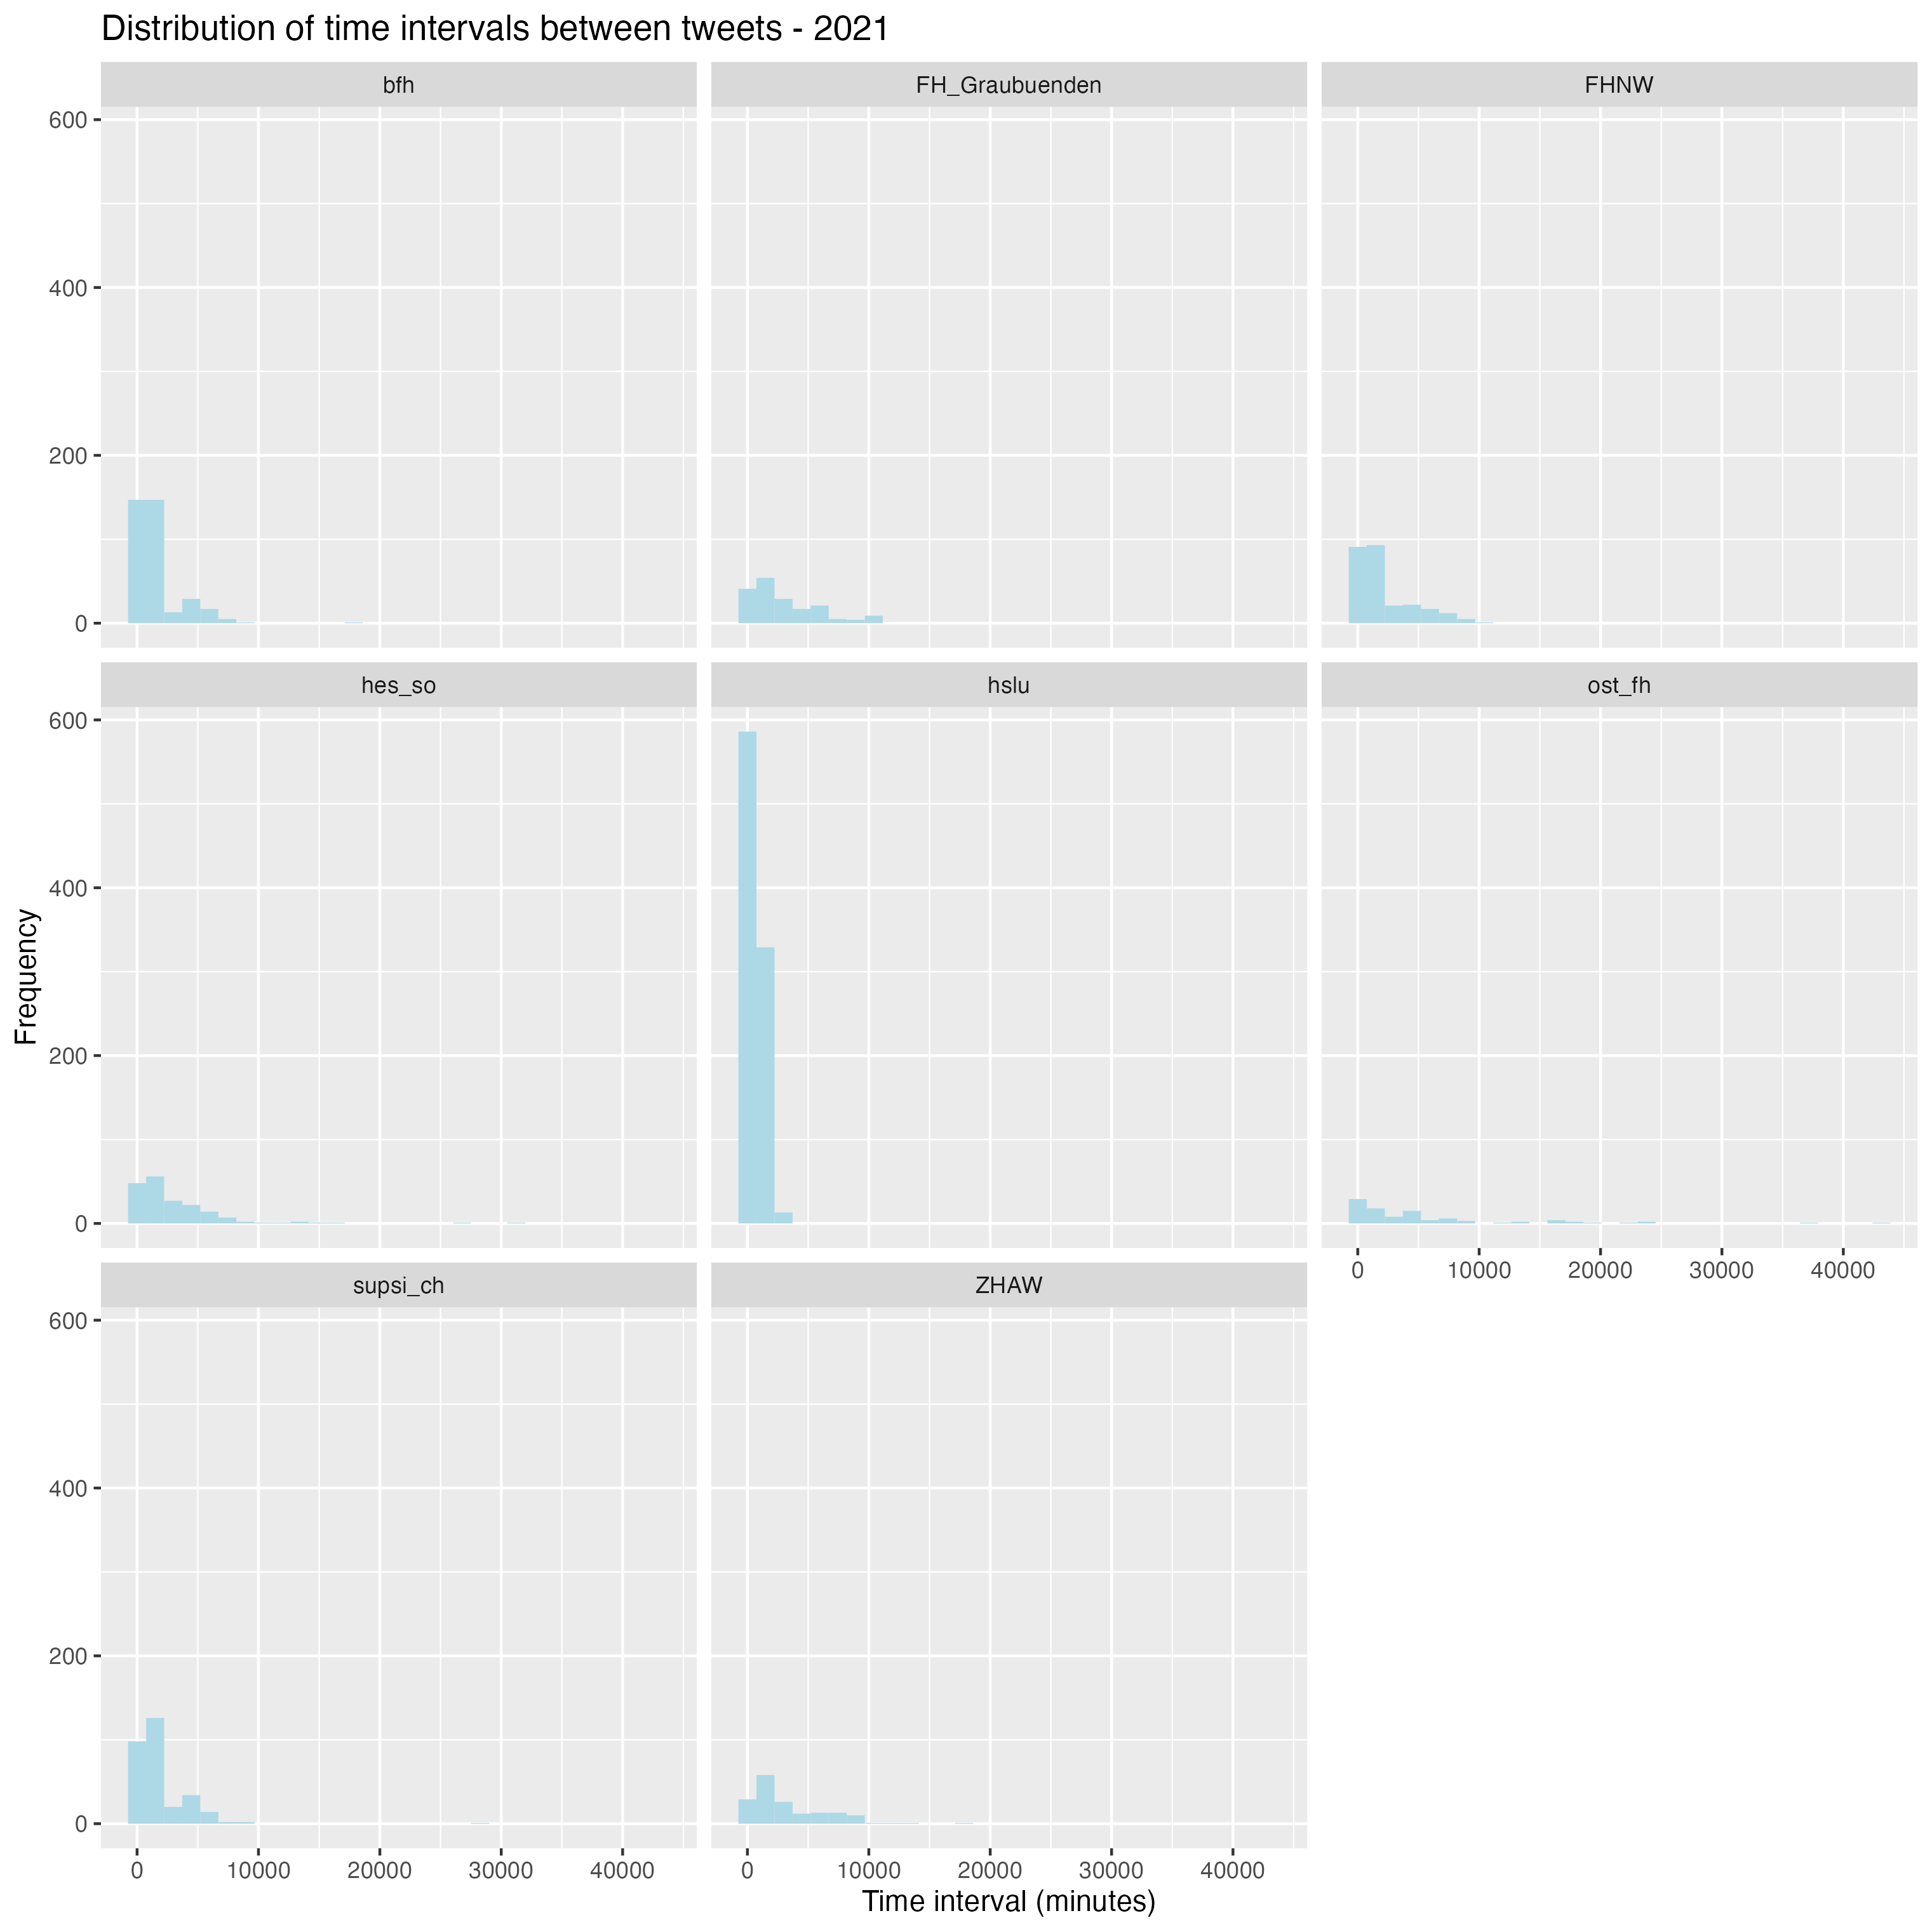 Distribution of time intervals between tweets - 2021
bfh FH_Graubuenden FHNW
600
400
200
0
hes_so hslu ost_fh
600
400
200
0
0 10000 20000 30000 40000
supsi_ch ZHAW
600
400
200
0
0 10000 20000 30000 40000 0 10000 20000 30000 40000
Time interval (minutes)
Frequency